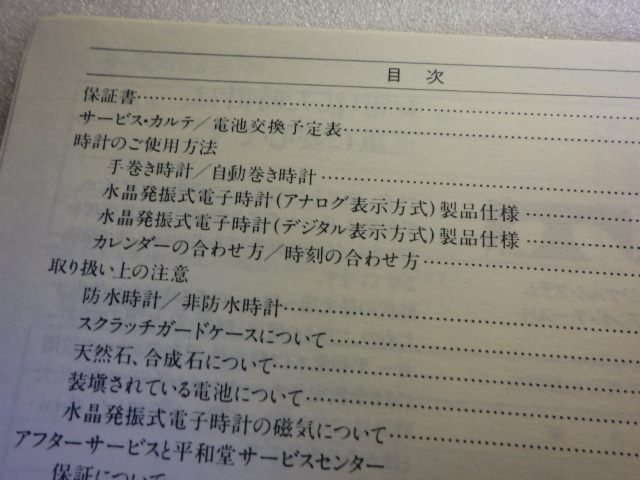 目 次
保証書
サービス・カルテ／電池交換予定表
時計のご使用方法
手巻き時計／自動巻き時計
水晶発振式電子時計(アナログ表示方式)製品仕様
水晶発振式電子時計(デジタル表示方式)製品仕様
カレンダーの合わせ方／時刻の合わせ方
取り扱い上の注意
防水時計／非防水時計
スクラッチガードケースについて
天然石、合成石について
装塡されている電池について
水晶発振式電子時計の磁気について
アフターサービスと平和堂サービスセンター
保証について